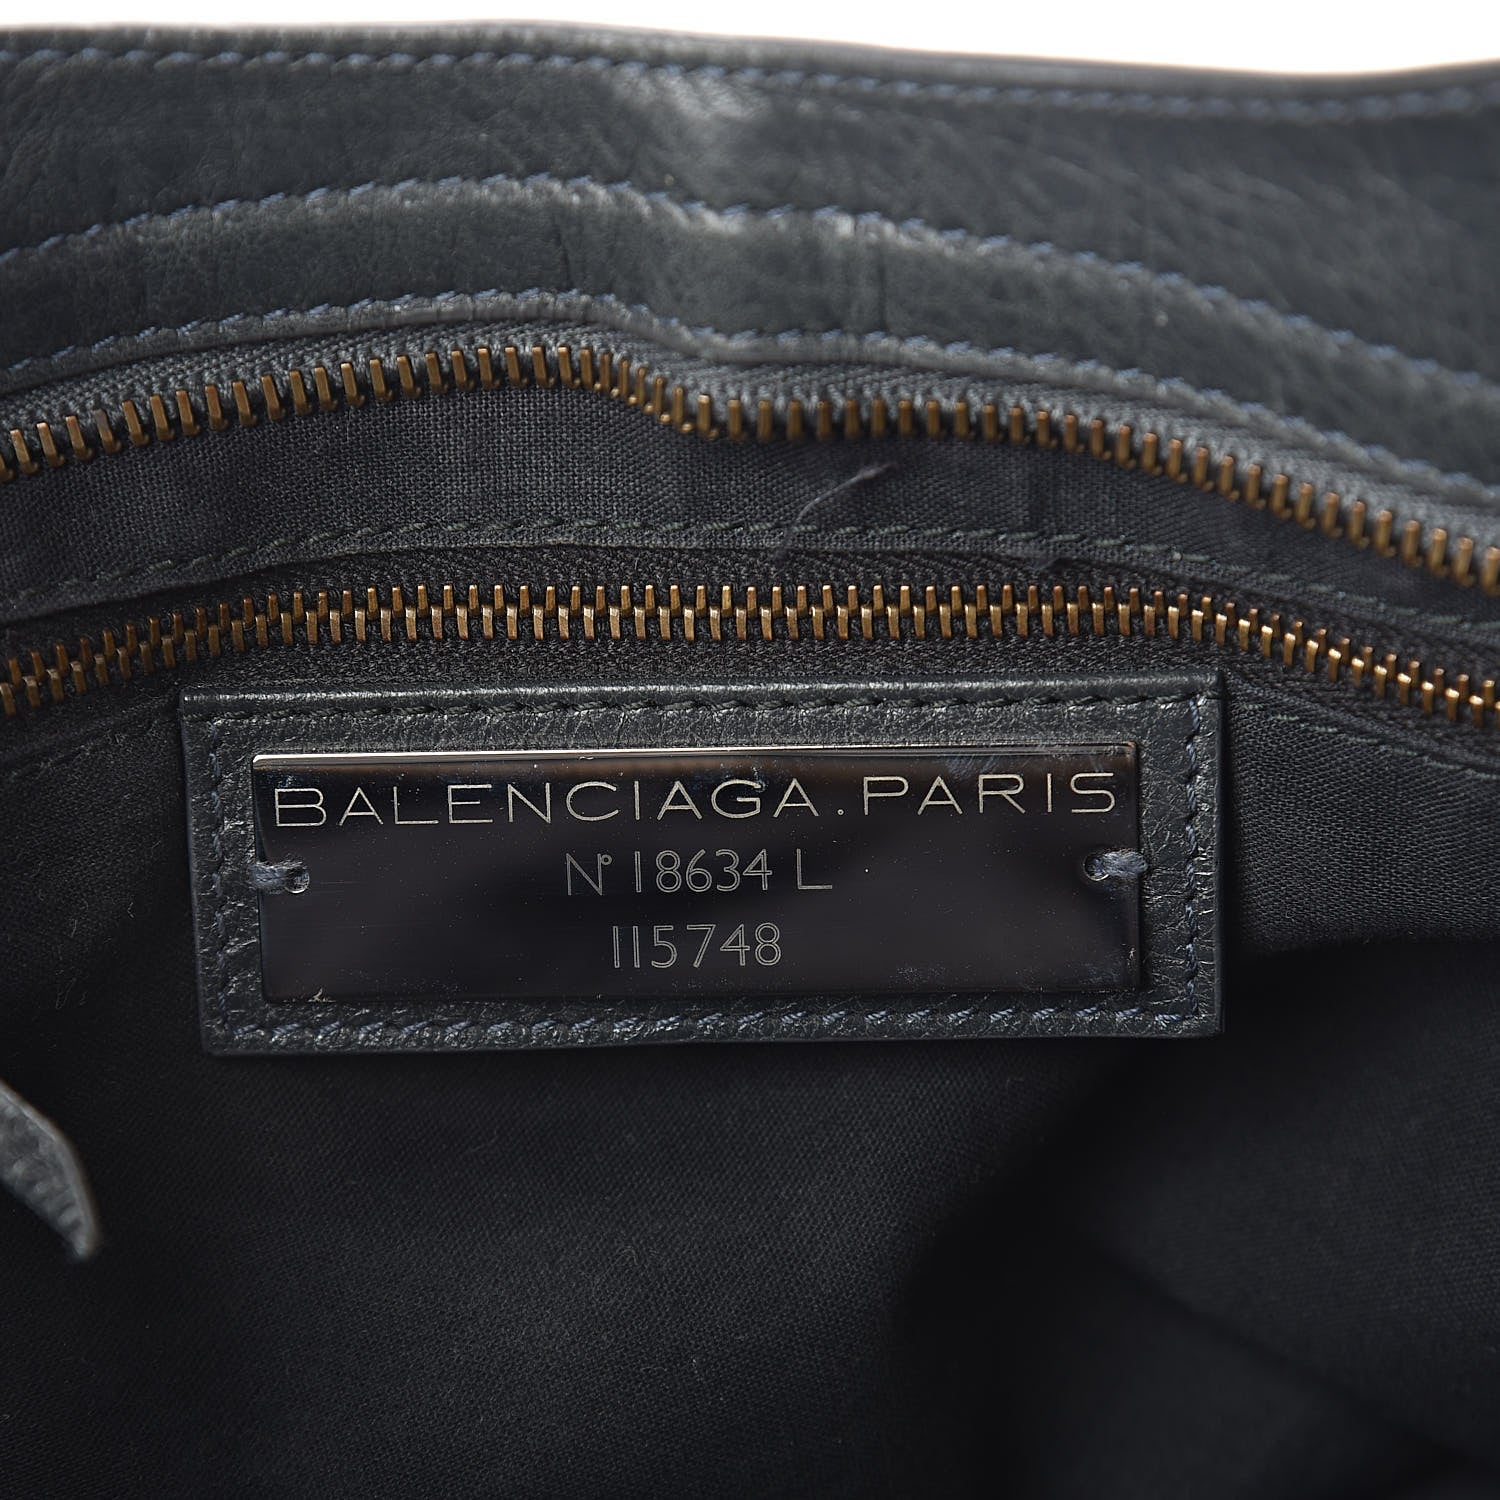 BALENCIAGA.PARIS
N° 18634 L
115748